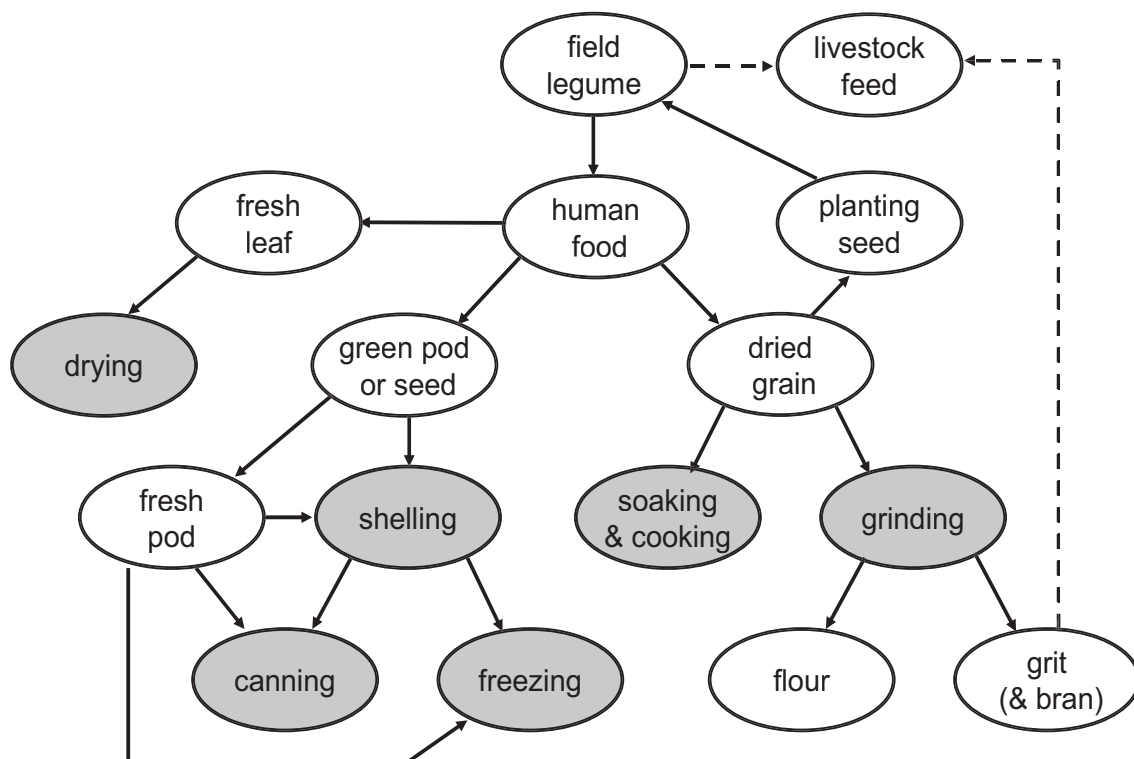 field
legume
livestock
feed
fresh
leaf
human
food
planting
seed
drying
green pod
or seed
dried
grain
fresh
pod
shelling
soaking
& cooking
grinding
canning
freezing
flour
grit
(& bran)